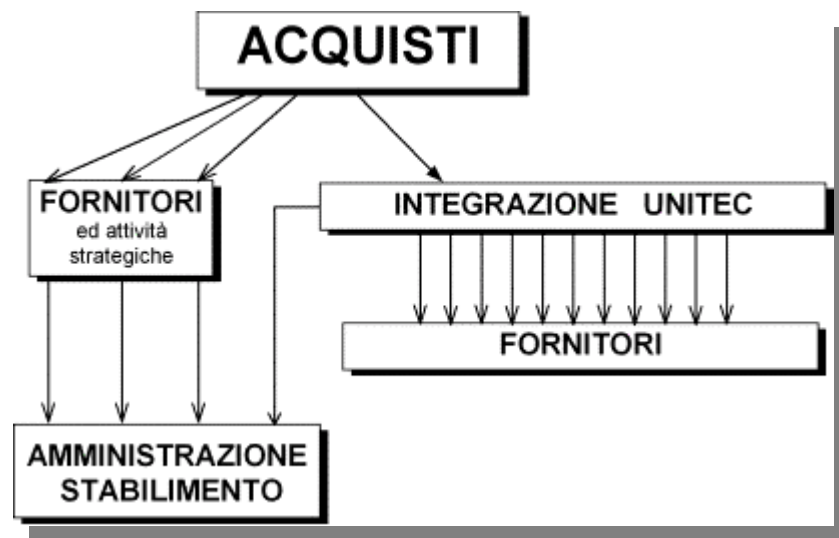 ACQUISTI
FORNITORI
ed attività
strategiche
INTEGRAZIONE UNITEC
FORNITORI
AMMINISTRAZIONE
STABILIMENTO